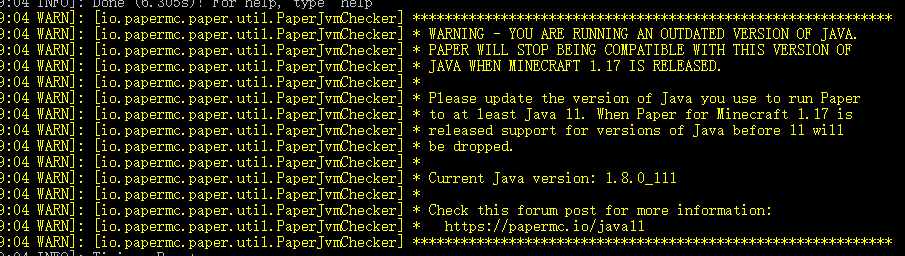 9:04 INFO]: Done (6.305s)! For help, type "help"
9:04 WARN]: [io.papermc.paper.util.PaperJvmChecker] ************************************************************
9:04 WARN]: [io.papermc.paper.util.PaperJvmChecker] * WARNING - YOU ARE RUNNING AN OUTDATED VERSION OF JAVA.
9:04 WARN]: [io.papermc.paper.util.PaperJvmChecker] * PAPER WILL STOP BEING COMPATIBLE WITH THIS VERSION OF
9:04 WARN]: [io.papermc.paper.util.PaperJvmChecker] * JAVA WHEN MINECRAFT 1.17 IS RELEASED.
9:04 WARN]: [io.papermc.paper.util.PaperJvmChecker] *
9:04 WARN]: [io.papermc.paper.util.PaperJvmChecker] * Please update the version of Java you use to run Paper
9:04 WARN]: [io.papermc.paper.util.PaperJvmChecker] * to at least Java 11. When Paper for Minecraft 1.17 is
9:04 WARN]: [io.papermc.paper.util.PaperJvmChecker] * released support for versions of Java before 11 will
9:04 WARN]: [io.papermc.paper.util.PaperJvmChecker] * be dropped.
9:04 WARN]: [io.papermc.paper.util.PaperJvmChecker] *
9:04 WARN]: [io.papermc.paper.util.PaperJvmChecker] * Current Java version: 1.8.0_111
9:04 WARN]: [io.papermc.paper.util.PaperJvmChecker] *
9:04 WARN]: [io.papermc.paper.util.PaperJvmChecker] * Check this forum post for more information:
9:04 WARN]: [io.papermc.paper.util.PaperJvmChecker] *   https://papermc.io/java11
9:04 WARN]: [io.papermc.paper.util.PaperJvmChecker] ************************************************************